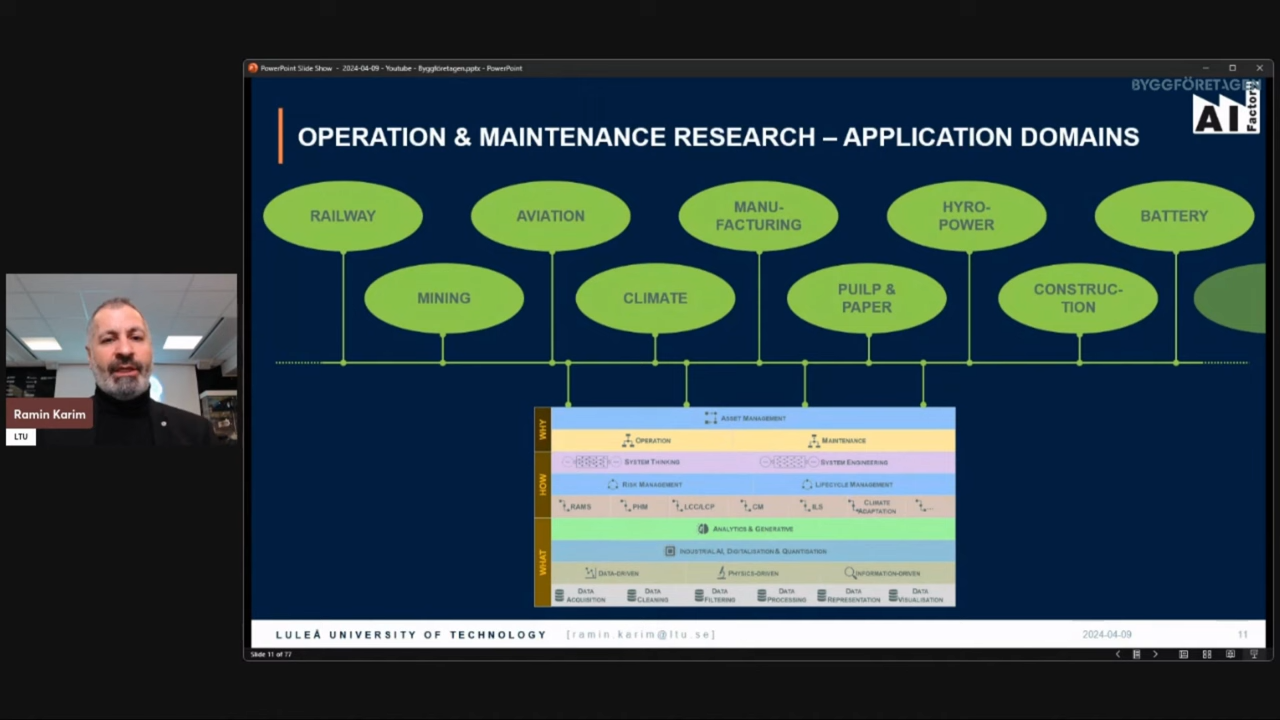 PowerPoint Slide Show - 2024-04-09 - Youtube - Byggföretagen.pptx - PowerPoint
BYGGFÖRETAGEN
AI Factory
OPERATION & MAINTENANCE RESEARCH – APPLICATION DOMAINS
RAILWAY
AVIATION
MANU-
FACTURING
HYRO-
POWER
BATTERY
MINING
CLIMATE
PUILP &
PAPER
CONSTRUC-
TION
Ramin Karim
LTU
WHY
ASSET MANAGEMENT
OPERATION
MAINTENANCE
HOW
SYSTEM THINKING
SYSTEM ENGINEERING
RISK MANAGEMENT
LIFECYCLE MANAGEMENT
RAMS
PHM
LCC/LCP
CM
ILS
CLIMATE
ADAPTATION
...
WHAT
ANALYTICS & GENERATIVE
INDUSTRIAL AI, DIGITALISATION & QUANTISATION
DATA-DRIVEN
PHYSICS-DRIVEN
INFORMATION-DRIVEN
DATA
ACQUISITION
DATA
CLEANING
DATA
FILTERING
DATA
PROCESSING
DATA
REPRESENTATION
DATA
VISUALISATION
LULEÅ UNIVERSITY OF TECHNOLOGY [ramin.karim@ltu.se] 2024-04-09 11
Slide 11 of 77